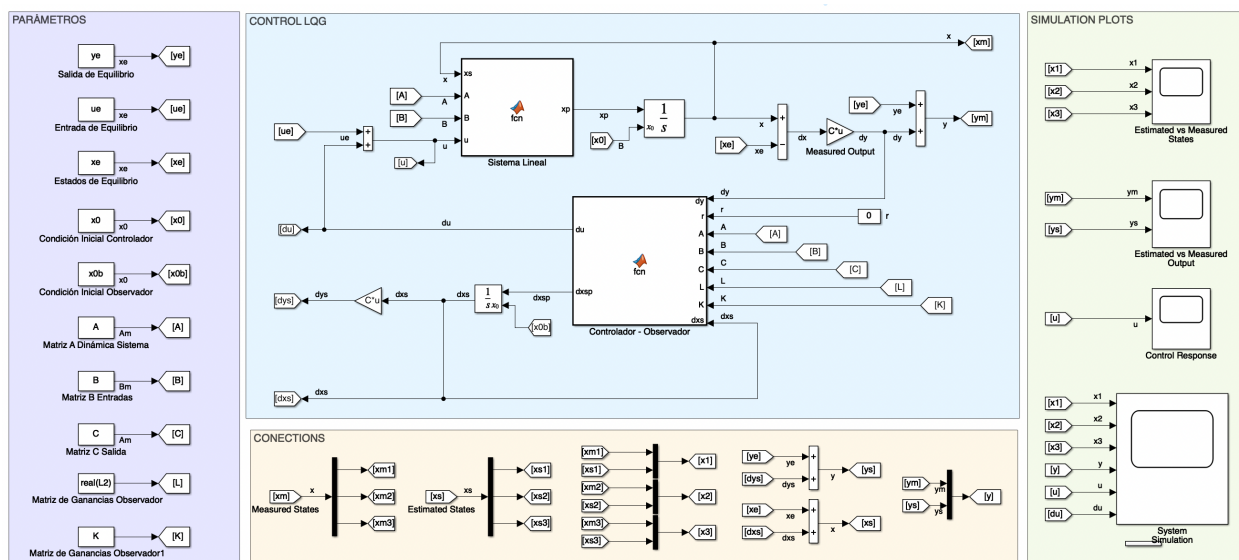 PARÁMETROS
ye
xe
[ye]
Salida de Equilibrio
ue
xe
[ue]
Entrada de Equilibrio
xe
xe
[xe]
Estados de Equilibrio
x0
x0
[x0]
Condición Inicial Controlador
x0b
x0
[x0b]
Condición Inicial Observador
A
Am
[A]
Matriz A Dinámica Sistema
B
Bm
[B]
Matriz B Entradas
C
Am
[C]
Matriz C Salida
real(L2)
[L]
Matriz de Ganancias Observador
K
[K]
Matriz de Ganancias Observador1
CONTROL LQG
x
[xm]
x
xs
[A]
A
A
[B]
B
B
fcn
xp
xp
u
u
Sistema Lineal
[ue]
ue
+
+
[u]
[x0]
B
x0
1
s
x
[xe]
xe
+
−
dx
C*u
Measured Output
dy
[ye]
ye
dy
+
+
y
[ym]
dy
dy
r
r
0
r
A
A
[A]
B
B
[B]
C
C
[C]
L
L
[L]
K
K
[K]
dxs
dxs
fcn
du
dxsp
Controlador - Observador
[du]
du
[dys]
dys
C*u
dxs
dxs
1
s
x0
dxsp
[x0b]
[dxs]
dxs
CONECTIONS
[xm]
x
Measured States
[xm1]
[xm2]
[xm3]
[xs]
xs
Estimated States
[xs1]
[xs2]
[xs3]
[xm1]
[xs1]
[x1]
[xm2]
[xs2]
[x2]
[xm3]
[xs3]
[x3]
[ye]
ye
[dys]
dys
+
+
y
[ys]
[xe]
xe
[dxs]
dxs
+
+
x
[xs]
[ym]
ym
[ys]
ys
[y]
SIMULATION PLOTS
[x1]
x1
[x2]
x2
[x3]
x3
Estimated vs Measured
States
[ym]
ym
[ys]
ys
Estimated vs Measured
Output
[u]
u
Control Response
[x1]
x1
[x2]
x2
[x3]
x3
[y]
y
[u]
u
[du]
du
System
Simulation